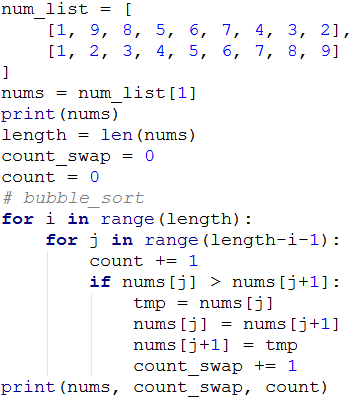 num_list = [
    [1, 9, 8, 5, 6, 7, 4, 3, 2],
    [1, 2, 3, 4, 5, 6, 7, 8, 9]
]
nums = num_list[1]
print(nums)
length = len(nums)
count_swap = 0
count = 0
# bubble_sort
for i in range(length):
    for j in range(length-i-1):
        count += 1
        if nums[j] > nums[j+1]:
            tmp = nums[j]
            nums[j] = nums[j+1]
            nums[j+1] = tmp
            count_swap += 1
print(nums, count_swap, count)